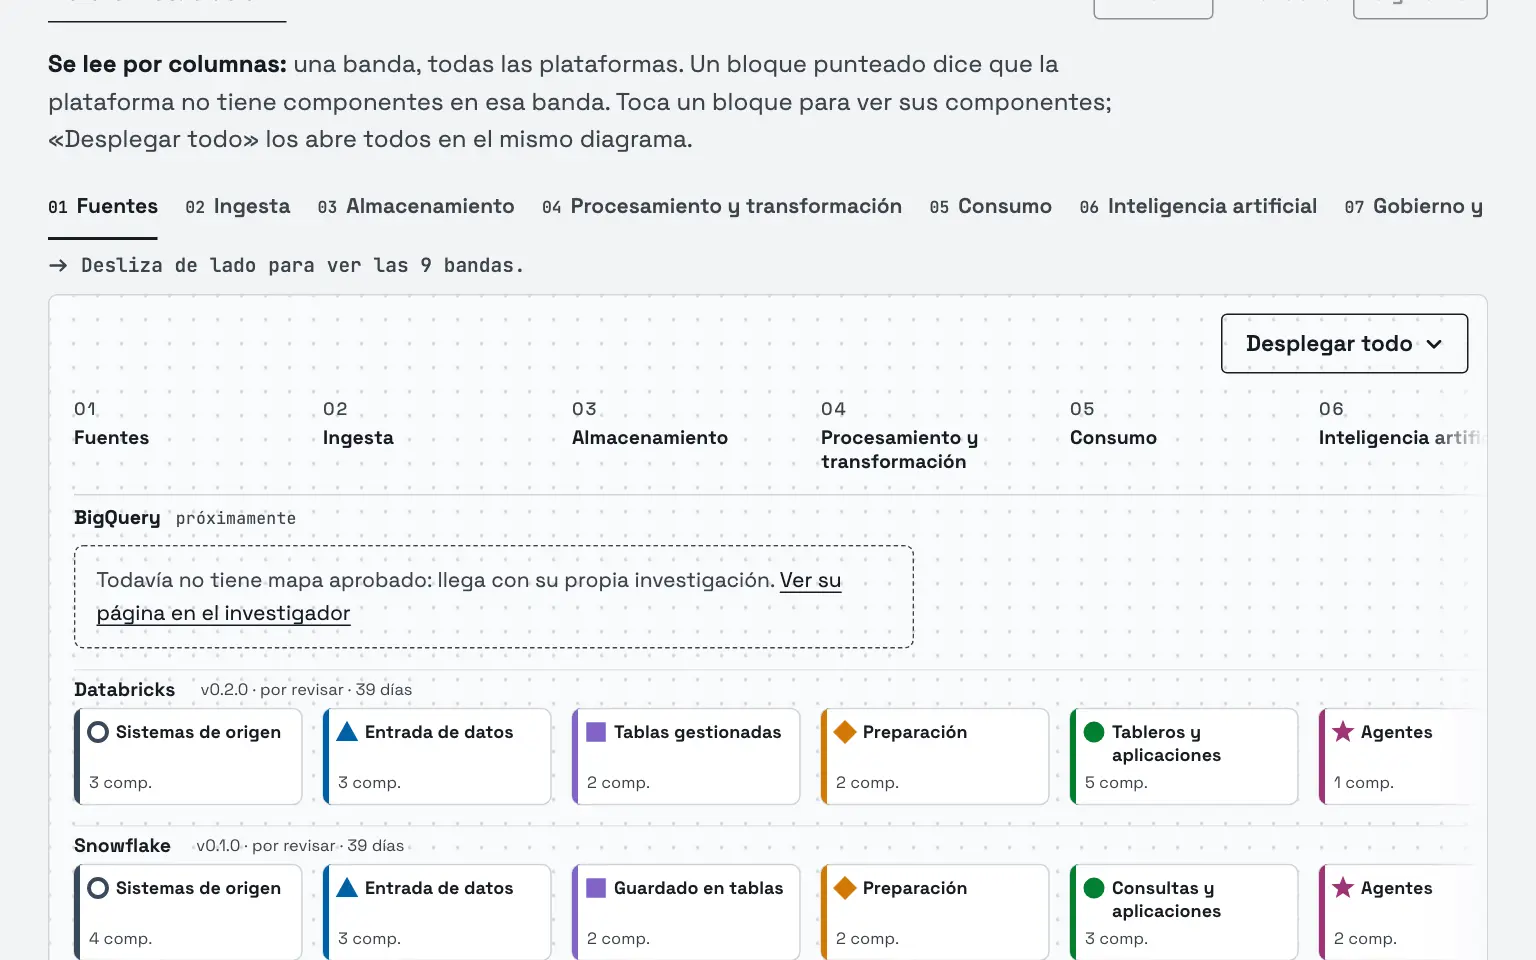 Se lee por columnas: una banda, todas las plataformas. Un bloque punteado dice que la
plataforma no tiene componentes en esa banda. Toca un bloque para ver sus componentes;
«Desplegar todo» los abre todos en el mismo diagrama.
01 Fuentes 02 Ingesta 03 Almacenamiento 04 Procesamiento y transformación 05 Consumo 06 Inteligencia artificial 07 Gobierno y
→ Desliza de lado para ver las 9 bandas.
Desplegar todo
01 02 03 04 05 06
Fuentes Ingesta Almacenamiento Procesamiento y Consumo Inteligencia artifi
transformación
BigQuery próximamente
Todavía no tiene mapa aprobado: llega con su propia investigación. Ver su
página en el investigador
Databricks v0.2.0 · por revisar · 39 días
Sistemas de origen Entrada de datos Tablas gestionadas Preparación Tableros y Agentes
aplicaciones
3 comp. 3 comp. 2 comp. 2 comp. 5 comp. 1 comp.
Snowflake v0.1.0 · por revisar · 39 días
Sistemas de origen Entrada de datos Guardado en tablas Preparación Consultas y Agentes
aplicaciones
4 comp. 3 comp. 2 comp. 2 comp. 3 comp. 2 comp.